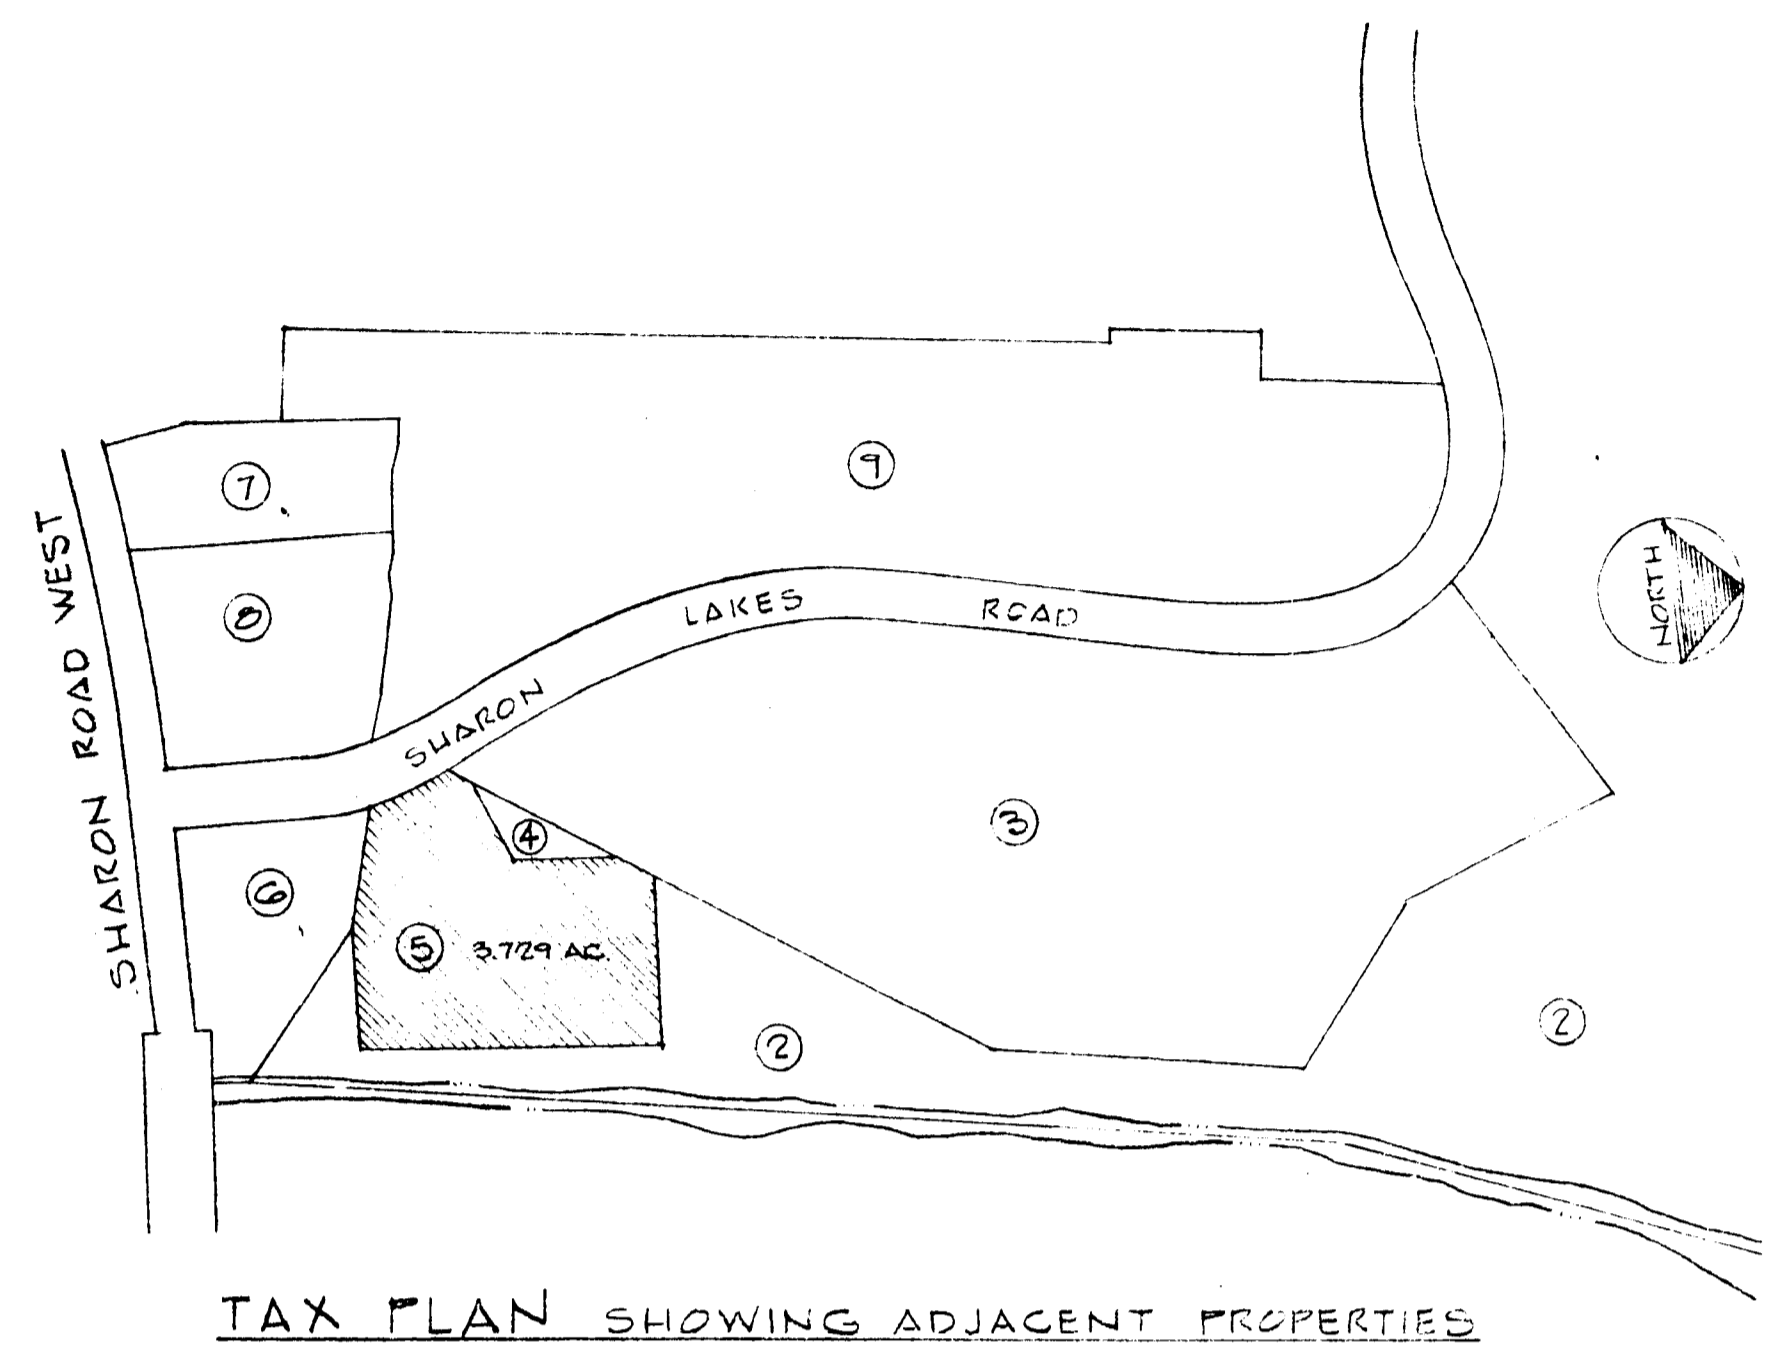 9
7
8
SHARON ROAD WEST
SHARON LAKES ROAD
NORTH
4
3
6
5 3.729 AC.
2
2
TAX PLAN SHOWING ADJACENT PROPERTIES